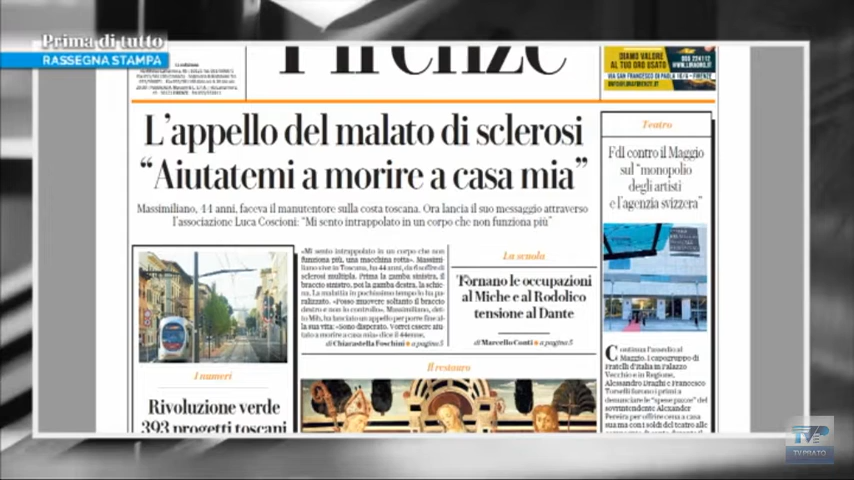 Prima di tutto
RASSEGNA STAMPA
Firenze
DIAMO VALORE
AL TUO ORO USATO
VIA SAN FRANCESCO DI PAOLA 10/6 - FIRENZE
L'appello del malato di sclerosi
“Aiutatemi a morire a casa mia”
Massimiliano, 44 anni, faceva il manutentore sulla costa toscana. Ora lancia il suo messaggio attraverso
l'associazione Luca Coscioni: “Mi sento intrappolato in un corpo che non funziona più”
I numeri
Rivoluzione verde
393 progetti toscani
«Mi sento intrappolato in un corpo che non
funziona più, una macchina rotta». Massimi-
liano vive in Toscana, ha 44 anni, da 6 soffre di
sclerosi multipla. Prima la gamba sinistra, il
braccio sinistro, poi la gamba destra, la schie-
na. La malattia in pochissimo tempo lo ha pa-
ralizzato. «Posso muovere soltanto il braccio
destro e non lo controllo». Massimiliano, det-
to Mib, ha lanciato un appello per porre fine al-
la sua vita: «Sono disperato. Vorrei essere aiu-
tato a morire a casa mia» dice il 44enne.
di Chiarastella Foschini ● a pagina 5
La scuola
Tornano le occupazioni
al Miche e al Rodolico
tensione al Dante
di Marcello Conti ● a pagina 5
Il restauro
Teatro
FdI contro il Maggio
sul “monopolio
degli artisti
e l'agenzia svizzera”
Continua l'assedio al
Maggio. I capogruppo di
Fratelli d'Italia in Palazzo
Vecchio e in Regione,
Alessandro Draghi e Francesco
Torselli furono i primi a
denunciare le “spese pazze” del
sovrintendente Alexander
Pereira per offrire cena a casa
sua ma con i soldi del teatro alle
TVP
TV PRATO